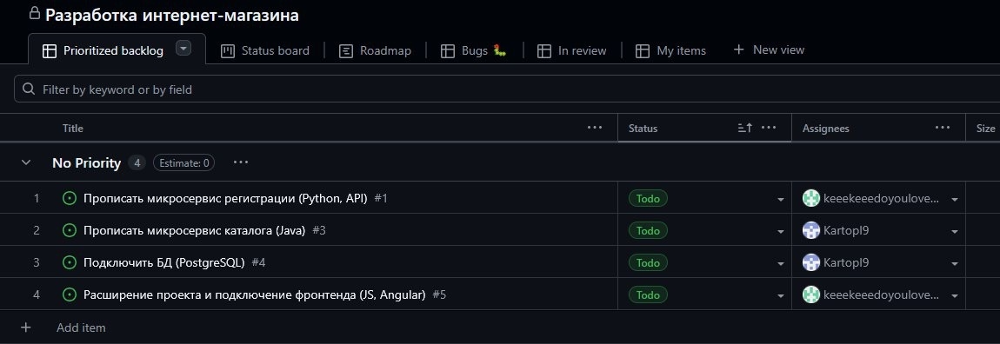 Разработка интернет-магазина
Prioritized backlog Status board Roadmap Bugs 🐛 In review My items + New view
Filter by keyword or by field
Title ... Status ... Assignees ... Size
No Priority 4 Estimate: 0 ...
1 Прописать микросервис регистрации (Python, API) #1 Todo keeekeeedoyoulove...
2 Прописать микросервис каталога (Java) #3 Todo Kartopl9
3 Подключить БД (PostgreSQL) #4 Todo Kartopl9
4 Расширение проекта и подключение фронтенда (JS, Angular) #5 Todo keeekeeedoyoulove...
+ Add item